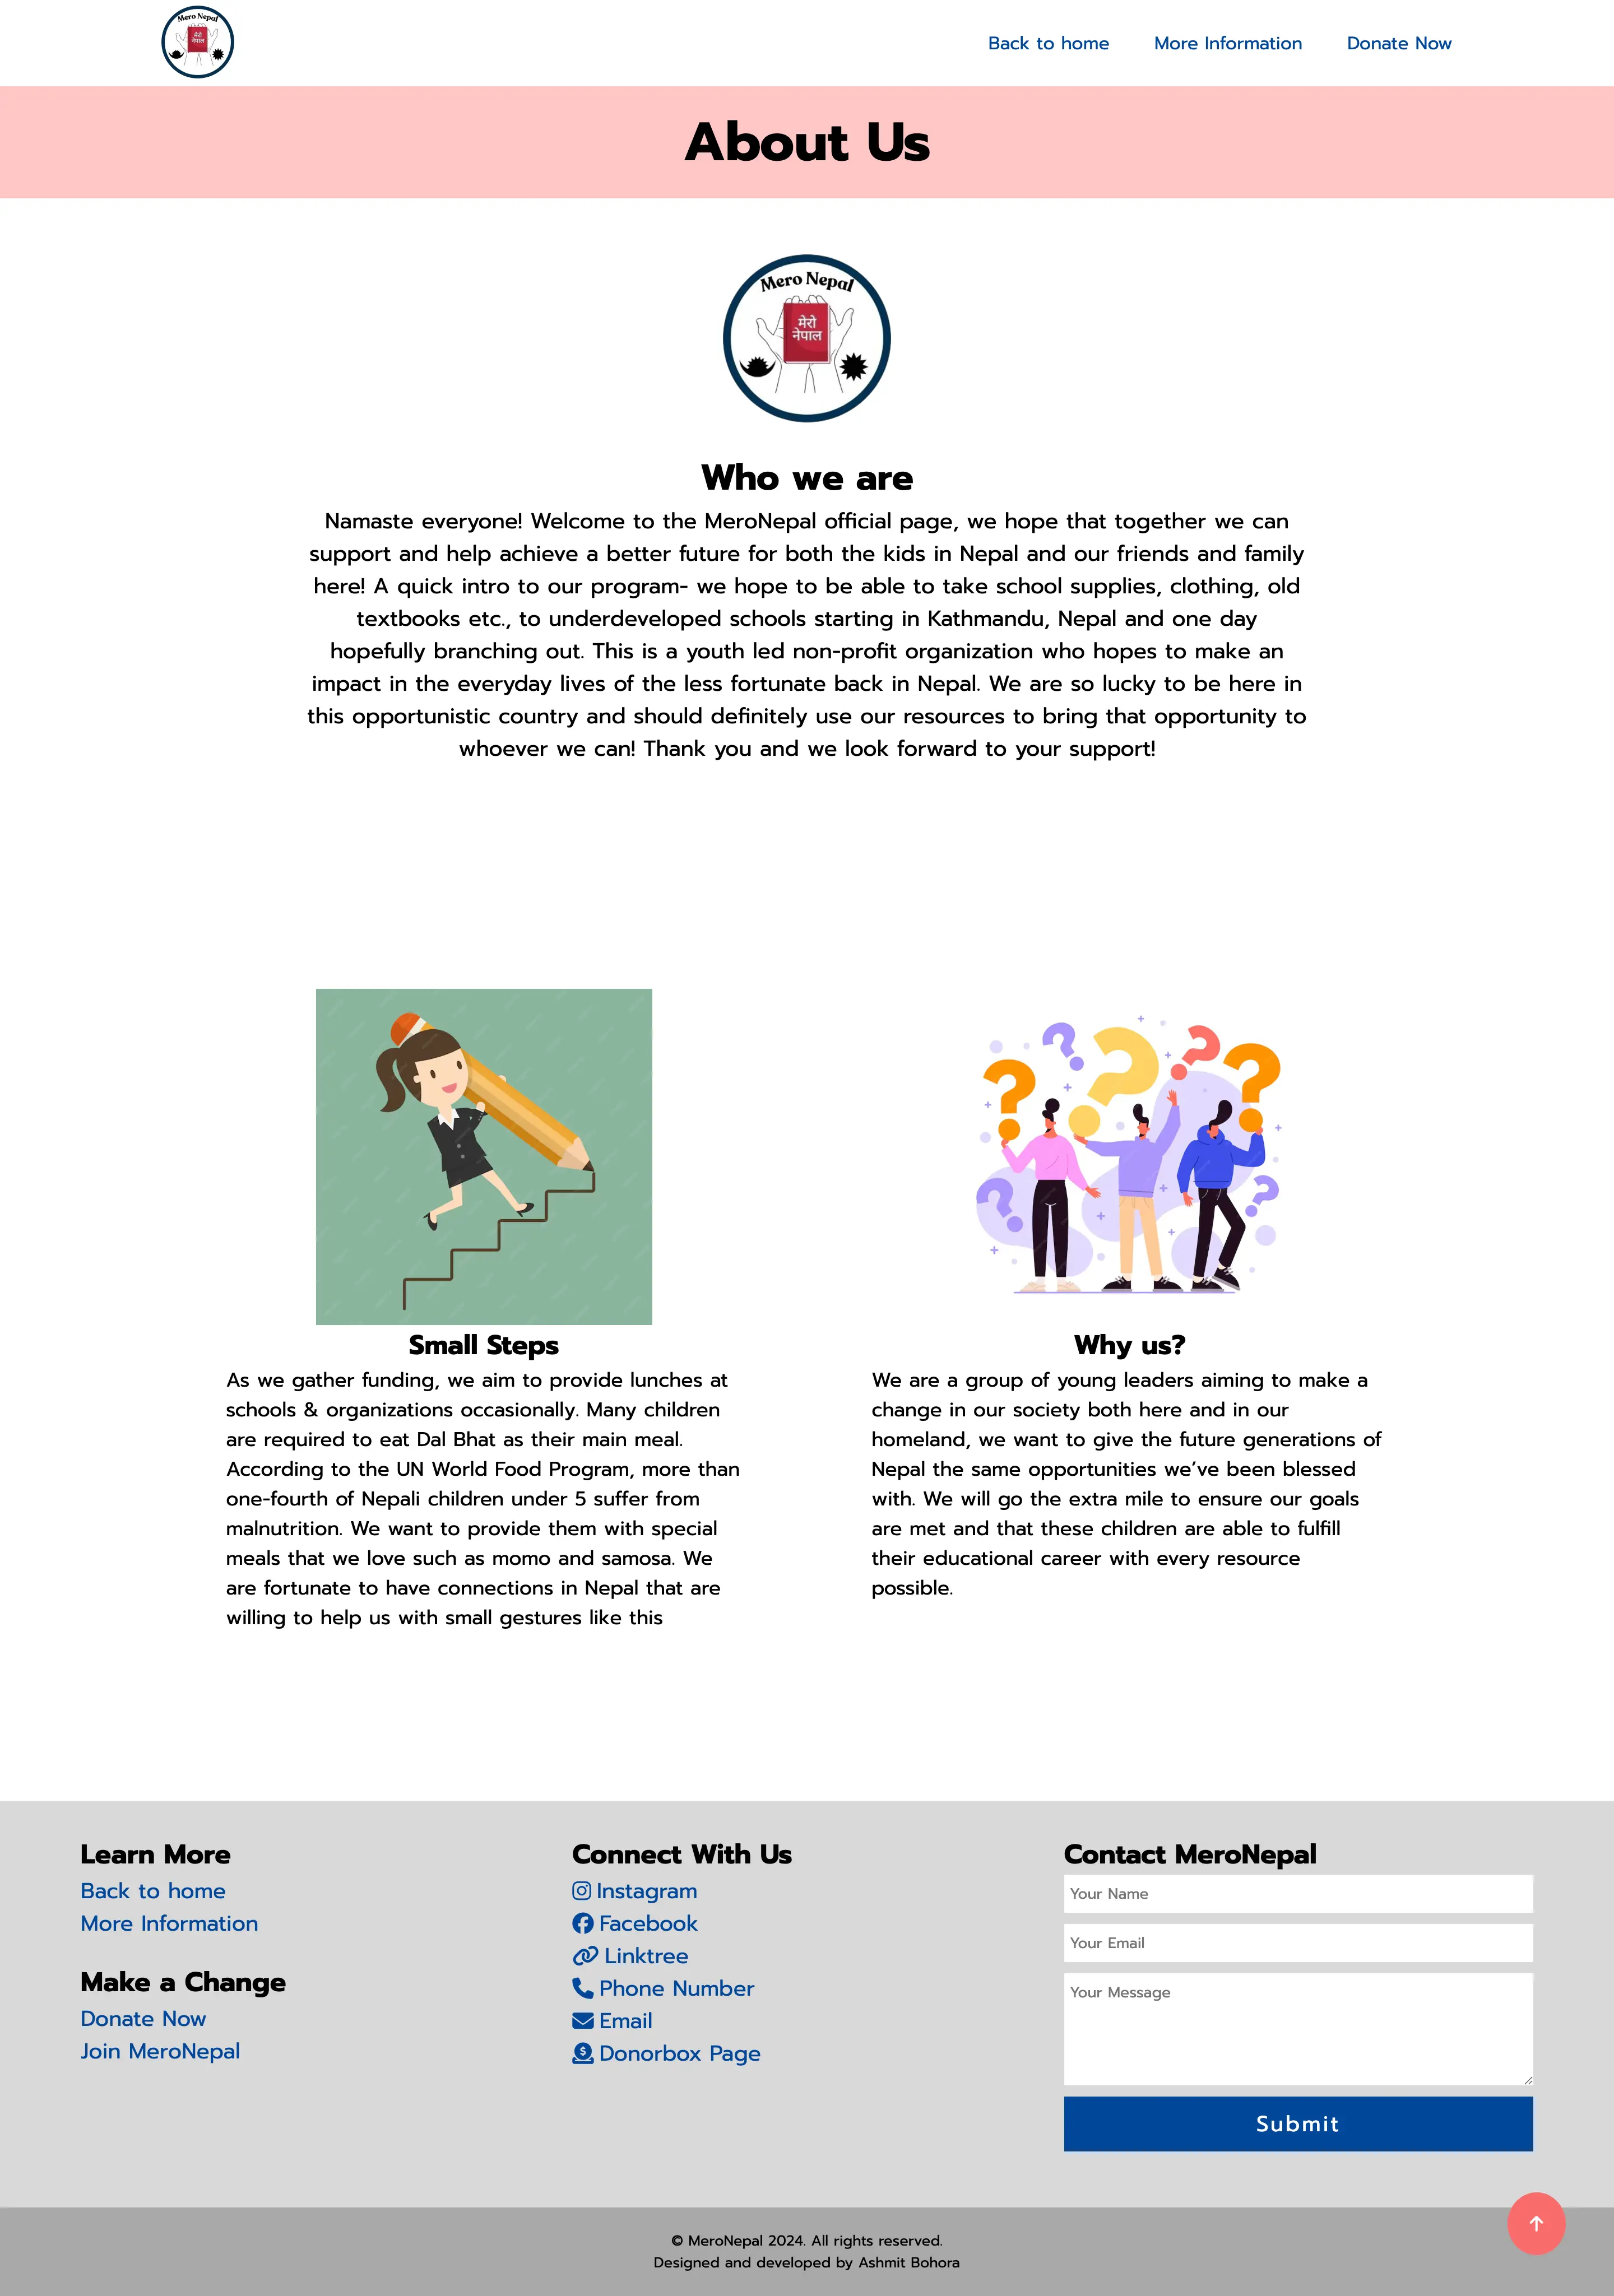 Mero Nepal
मेरो
नेपाल
Back to home
More Information
Donate Now
About Us
Mero Nepal
मेरो
नेपाल
Who we are
Namaste everyone! Welcome to the MeroNepal official page, we hope that together we can
support and help achieve a better future for both the kids in Nepal and our friends and family
here! A quick intro to our program- we hope to be able to take school supplies, clothing, old
textbooks etc., to underdeveloped schools starting in Kathmandu, Nepal and one day
hopefully branching out. This is a youth led non-profit organization who hopes to make an
impact in the everyday lives of the less fortunate back in Nepal. We are so lucky to be here in
this opportunistic country and should definitely use our resources to bring that opportunity to
whoever we can! Thank you and we look forward to your support!
Small Steps
As we gather funding, we aim to provide lunches at
schools & organizations occasionally. Many children
are required to eat Dal Bhat as their main meal.
According to the UN World Food Program, more than
one-fourth of Nepali children under 5 suffer from
malnutrition. We want to provide them with special
meals that we love such as momo and samosa. We
are fortunate to have connections in Nepal that are
willing to help us with small gestures like this
Why us?
We are a group of young leaders aiming to make a
change in our society both here and in our
homeland, we want to give the future generations of
Nepal the same opportunities we’ve been blessed
with. We will go the extra mile to ensure our goals
are met and that these children are able to fulfill
their educational career with every resource
possible.
Learn More
Back to home
More Information
Make a Change
Donate Now
Join MeroNepal
Connect With Us
Instagram
Facebook
Linktree
Phone Number
Email
Donorbox Page
Contact MeroNepal
Your Name
Your Email
Your Message
Submit
© MeroNepal 2024. All rights reserved.
Designed and developed by Ashmit Bohora